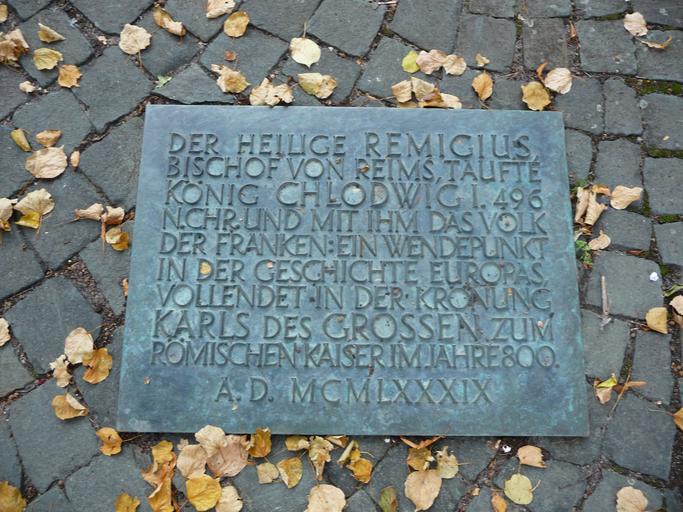 DER HEILIGE REMIGIUS,
BISCHOF VON REIMS, TAUFTE
KÖNIG CHLODWIG I. 496
N.CHR. UND MIT IHM DAS VOLK
DER FRANKEN: EIN WENDEPUNKT
IN DER GESCHICHTE EUROPAS,
VOLLENDET IN DER KRÖNUNG
KARLS DES GROSSEN ZUM
RÖMISCHEN KAISER IM JAHRE 800.
A.D. MCMLXXXIX